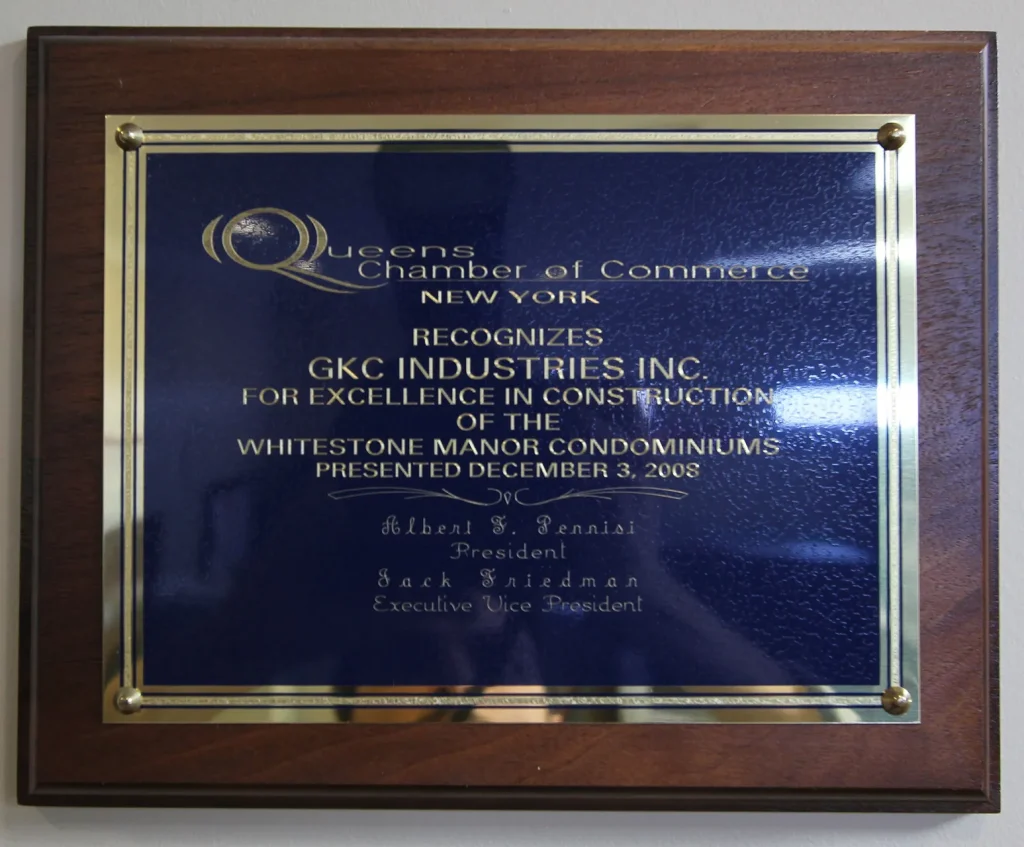 Queens
Chamber of Commerce
NEW YORK
RECOGNIZES
GKC INDUSTRIES INC.
FOR EXCELLENCE IN CONSTRUCTION
OF THE
WHITESTONE MANOR CONDOMINIUMS
PRESENTED DECEMBER 3, 2008
Albert F. Pennisi
President
Jack Friedman
Executive Vice President